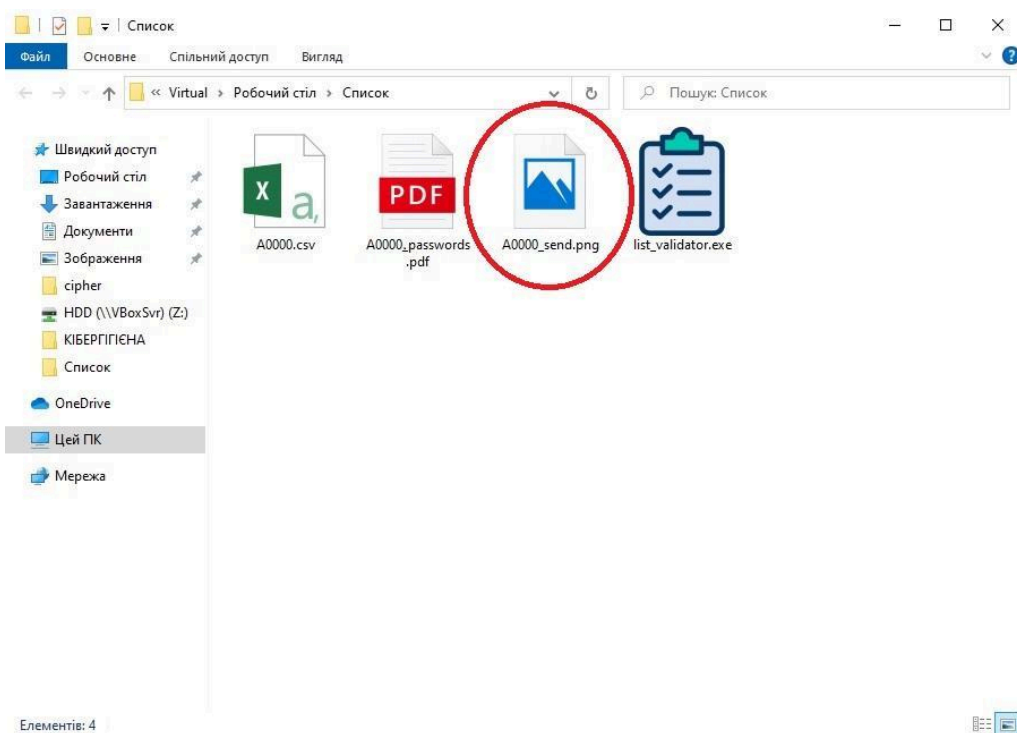 Список
Файл Основне Спільний доступ Вигляд
« Virtual › Робочий стіл › Список
Пошук: Список
Швидкий доступ
Робочий стіл
Завантаження
Документи
Зображення
cipher
HDD (\\VBoxSvr) (Z:)
КІБЕРГІГІЄНА
Список
OneDrive
Цей ПК
Мережа
X a,
PDF
A0000.csv
A0000_passwords
.pdf
A0000_send.png
list_validator.exe
Елементів: 4